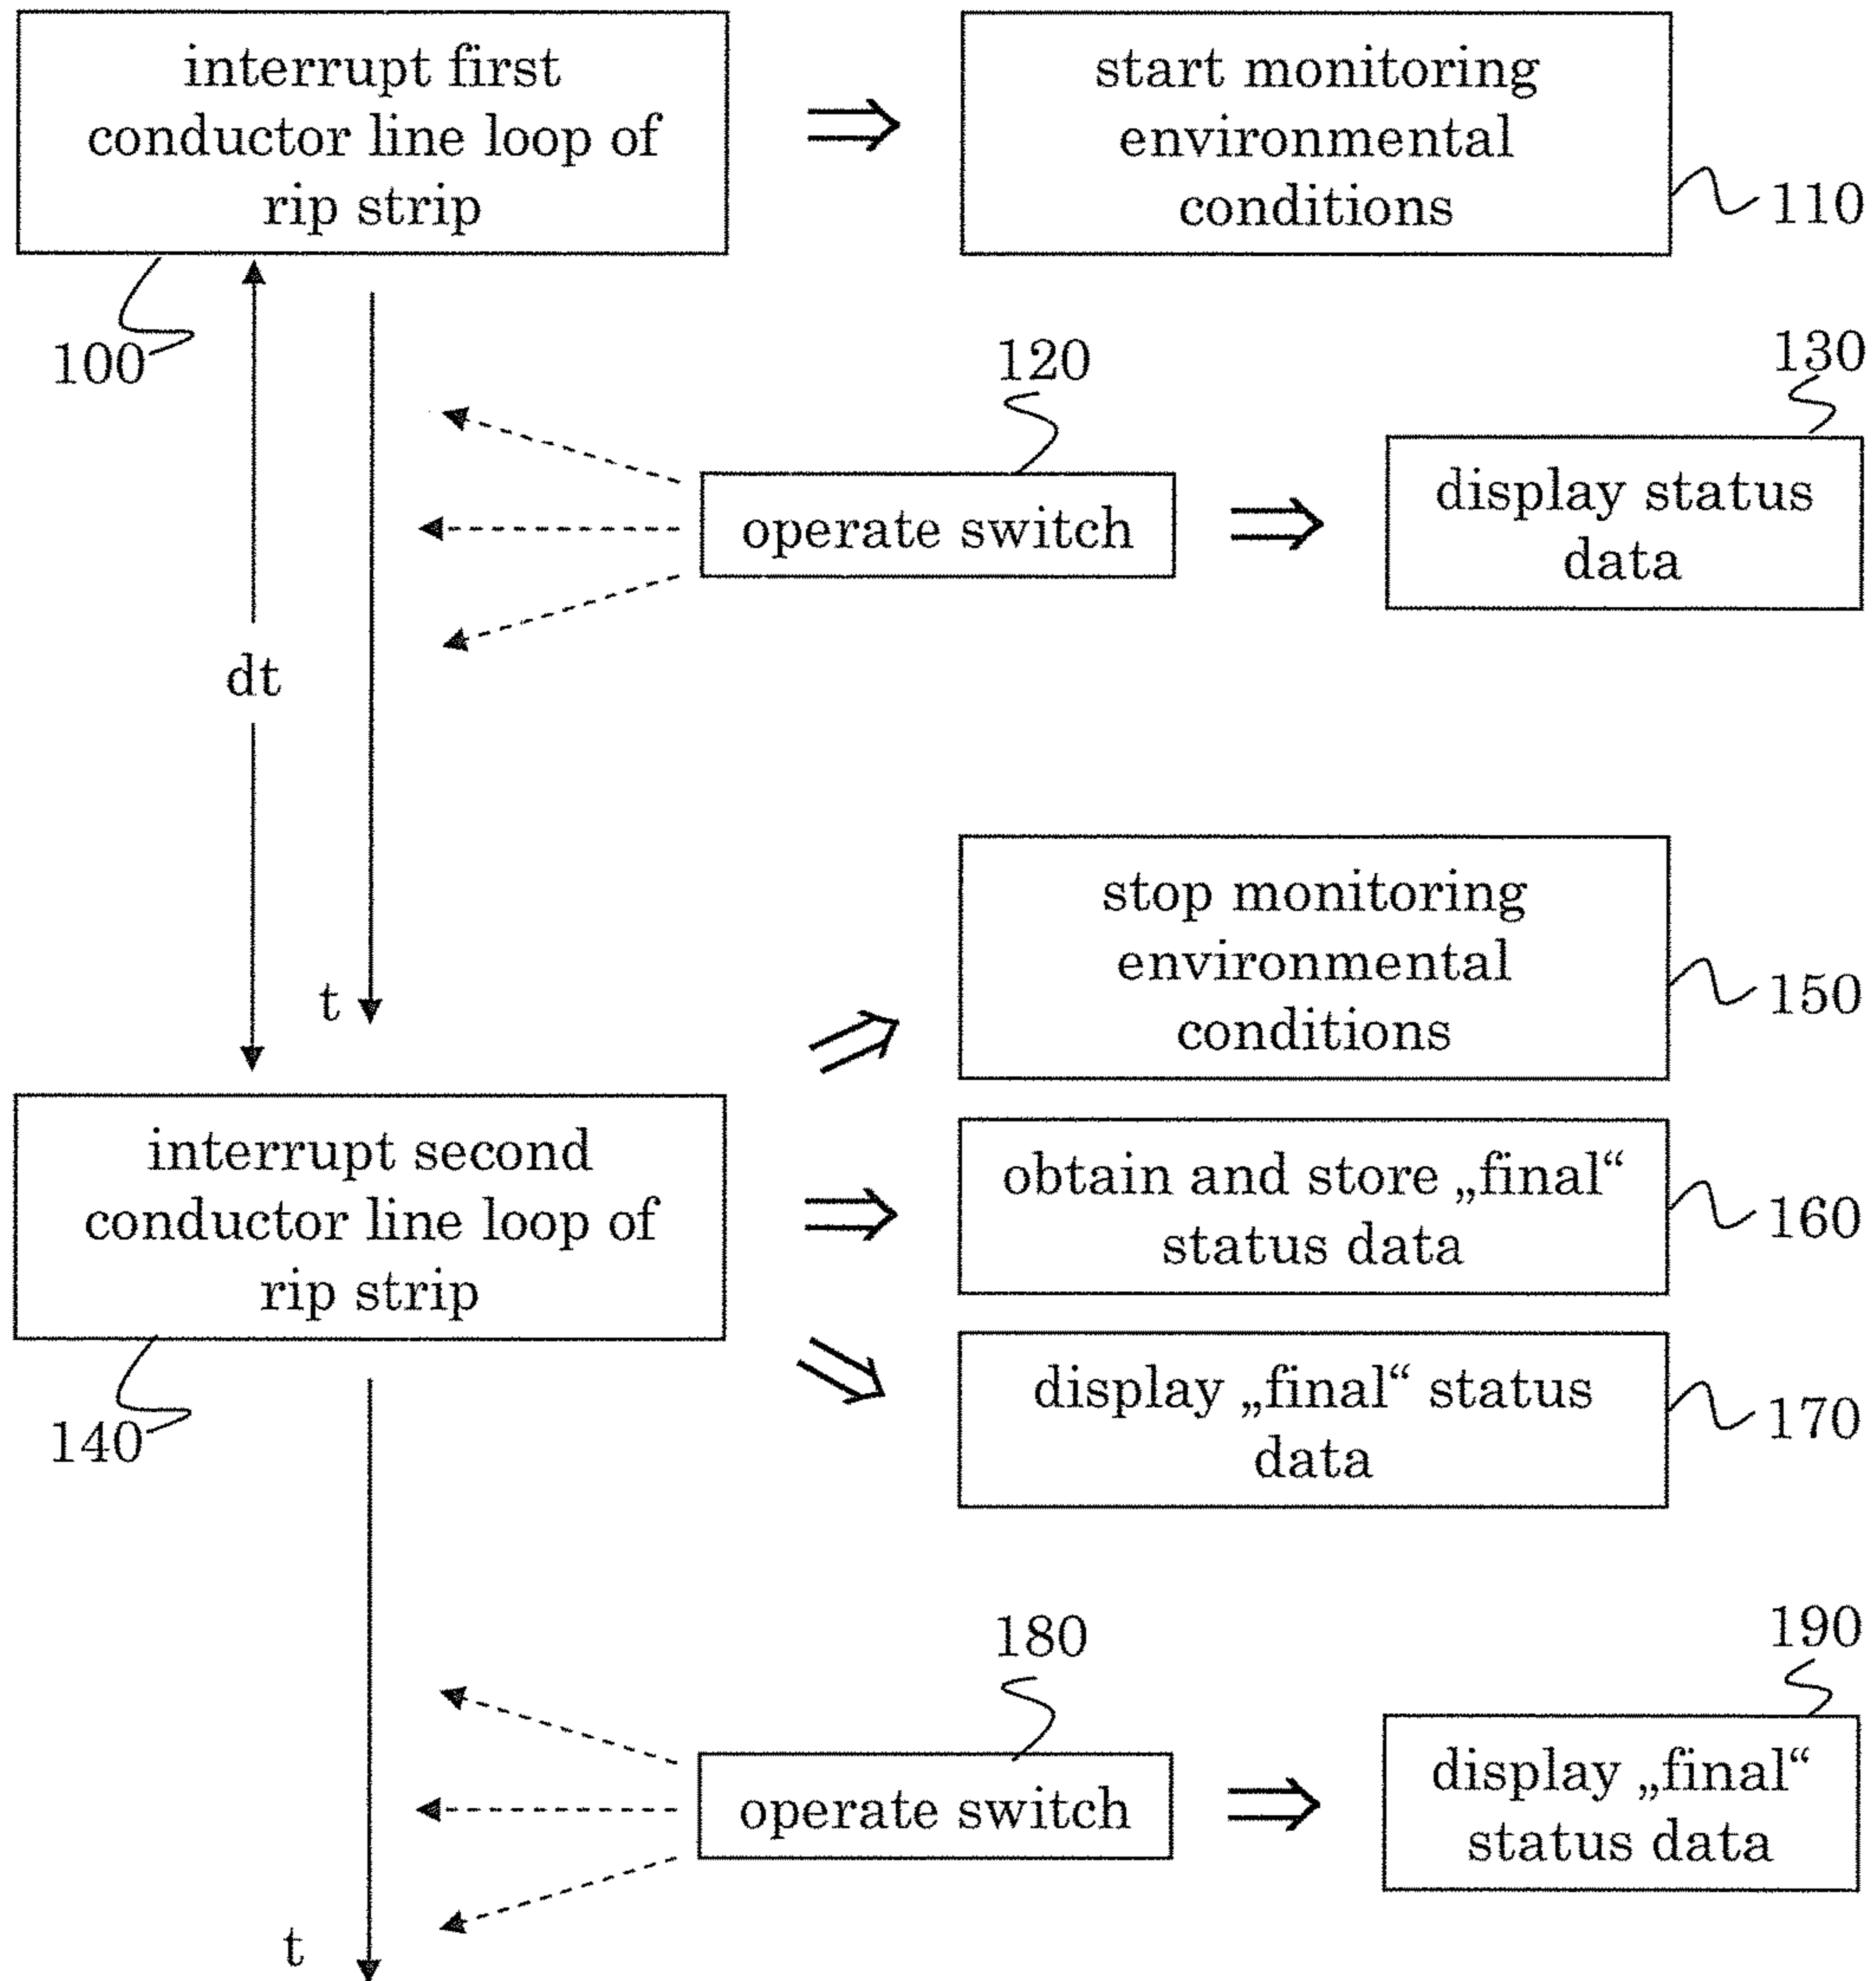 interrupt first
conductor line loop of
rip strip
start monitoring
environmental
conditions
110
100
120
130
operate switch
display status
data
dt
t
stop monitoring
environmental
conditions
150
interrupt second
conductor line loop of
rip strip
obtain and store „final“
status data
160
display „final“ status
data
170
140
180
190
operate switch
display „final“
status data
t